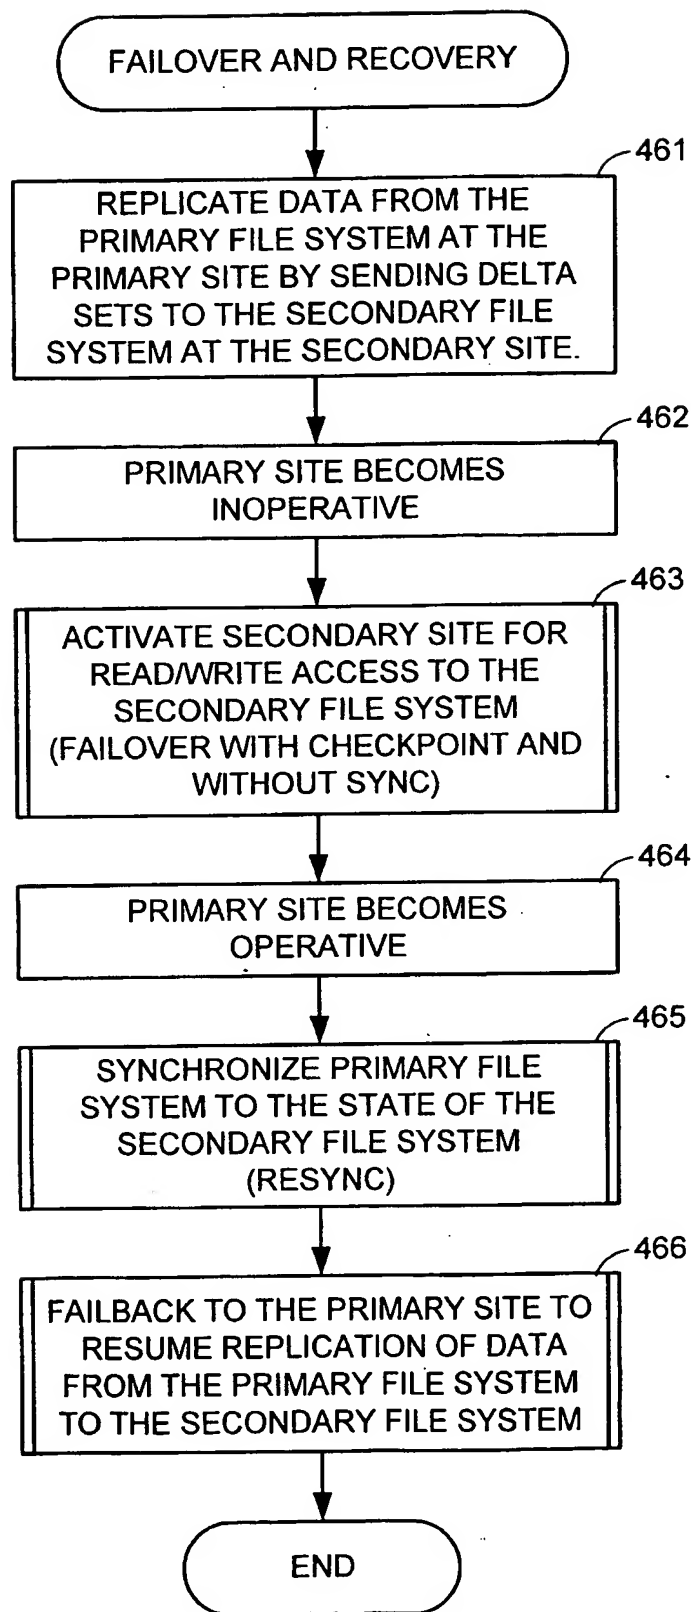 FAILOVER AND RECOVERY
461
REPLICATE DATA FROM THE
PRIMARY FILE SYSTEM AT THE
PRIMARY SITE BY SENDING DELTA
SETS TO THE SECONDARY FILE
SYSTEM AT THE SECONDARY SITE.
462
PRIMARY SITE BECOMES
INOPERATIVE
463
ACTIVATE SECONDARY SITE FOR
READ/WRITE ACCESS TO THE
SECONDARY FILE SYSTEM
(FAILOVER WITH CHECKPOINT AND
WITHOUT SYNC)
464
PRIMARY SITE BECOMES
OPERATIVE
465
SYNCHRONIZE PRIMARY FILE
SYSTEM TO THE STATE OF THE
SECONDARY FILE SYSTEM
(RESYNC)
466
FAILBACK TO THE PRIMARY SITE TO
RESUME REPLICATION OF DATA
FROM THE PRIMARY FILE SYSTEM
TO THE SECONDARY FILE SYSTEM
END